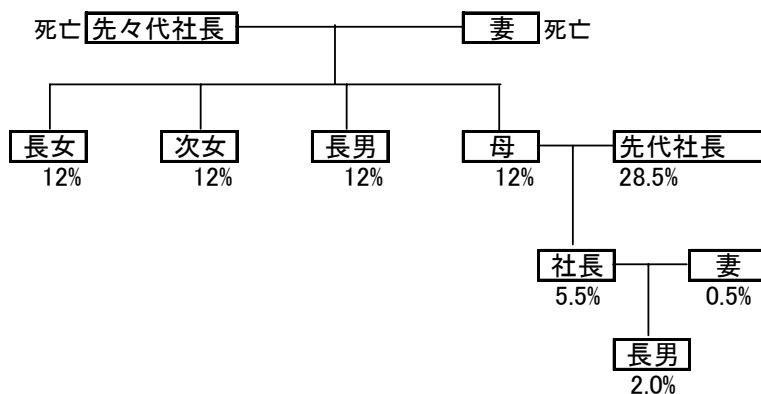 死亡 先々代社長 妻 死亡
長女 次女 長男 母 先代社長
12% 12% 12% 12% 28.5%
社長 妻
5.5% 0.5%
長男
2.0%